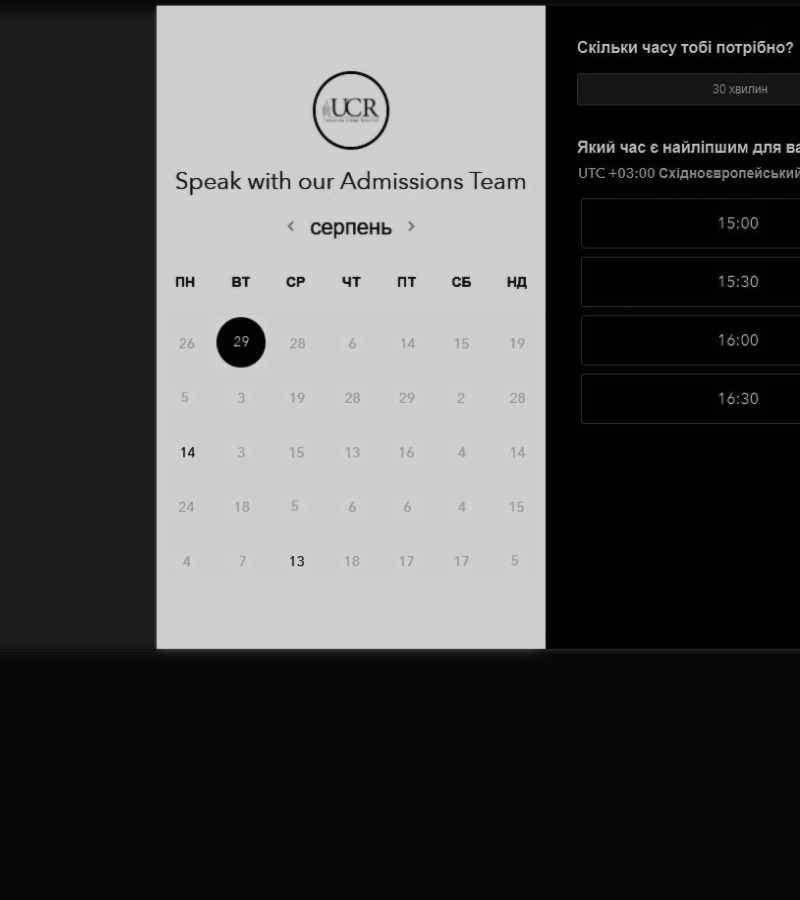 UCR
Speak with our Admissions Team
< серпень >
ПН ВТ СР ЧТ ПТ СБ НД
26 29 28 6 14 15 19
5 3 19 28 29 2 28
14 3 15 13 16 4 14
24 18 5 6 6 4 15
4 7 13 18 17 17 5
Скільки часу тобі потрібно?
30 хвилин
Який час є найліпшим для ва
UTC +03:00 Східноєвропейський
15:00
15:30
16:00
16:30